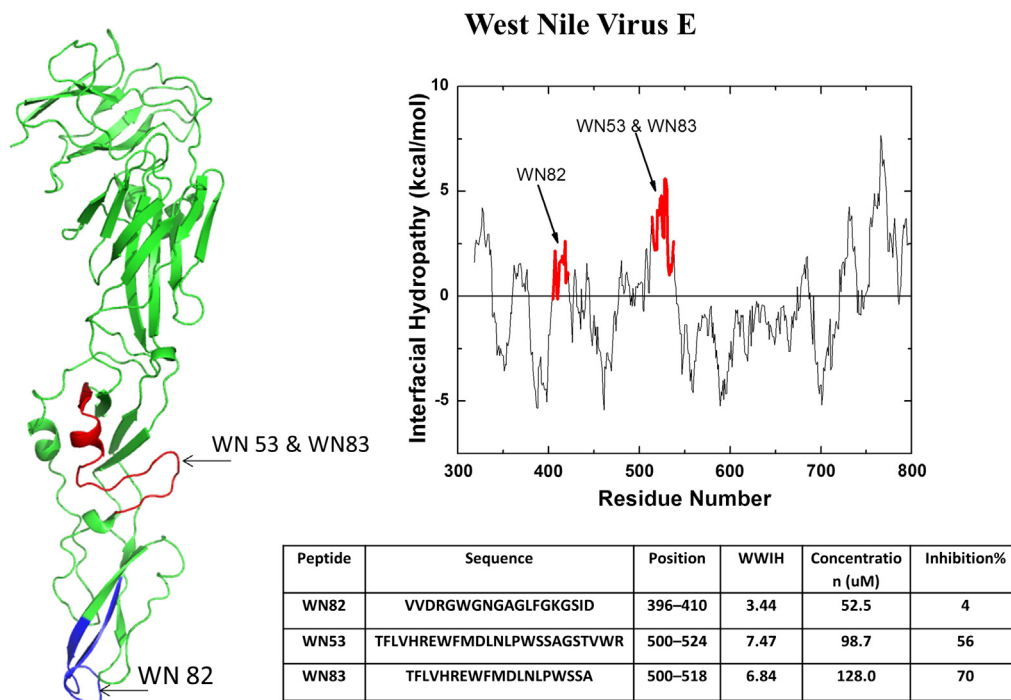 West Nile Virus E
10
5
0
-5
Interfacial Hydropathy (kcal/mol)
WN53 & WN83
WN82
300 400 500 600 700 800
Residue Number
WN 53 & WN83
WN 82
Peptide Sequence Position WWIH Concentratio
n (uM) Inhibition%
WN82 VVDRGWGNGAGLFGKGSID 396–410 3.44 52.5 4
WN53 TFLVHREWFMDLNLPWSSAGSTVWR 500–524 7.47 98.7 56
WN83 TFLVHREWFMDLNLPWSSA 500–518 6.84 128.0 70